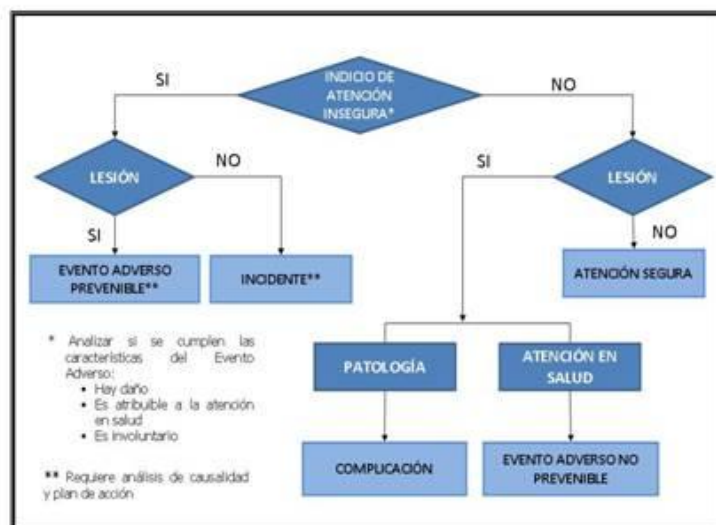 INDICIO DE
ATENCIÓN
INSEGURA*
SI
NO
LESIÓN
NO
SI
LESIÓN
SI
NO
EVENTO ADVERSO
PREVENIBLE**
INCIDENTE**
ATENCIÓN SEGURA
* Analizar si se cumplen las
características del Evento
Adverso:
• Hay daño
• Es atribuible a la atención
en salud
• Es involuntario
** Requiere análisis de causalidad
y plan de acción
PATOLOGÍA
ATENCIÓN EN
SALUD
COMPLICACIÓN
EVENTO ADVERSO NO
PREVENIBLE